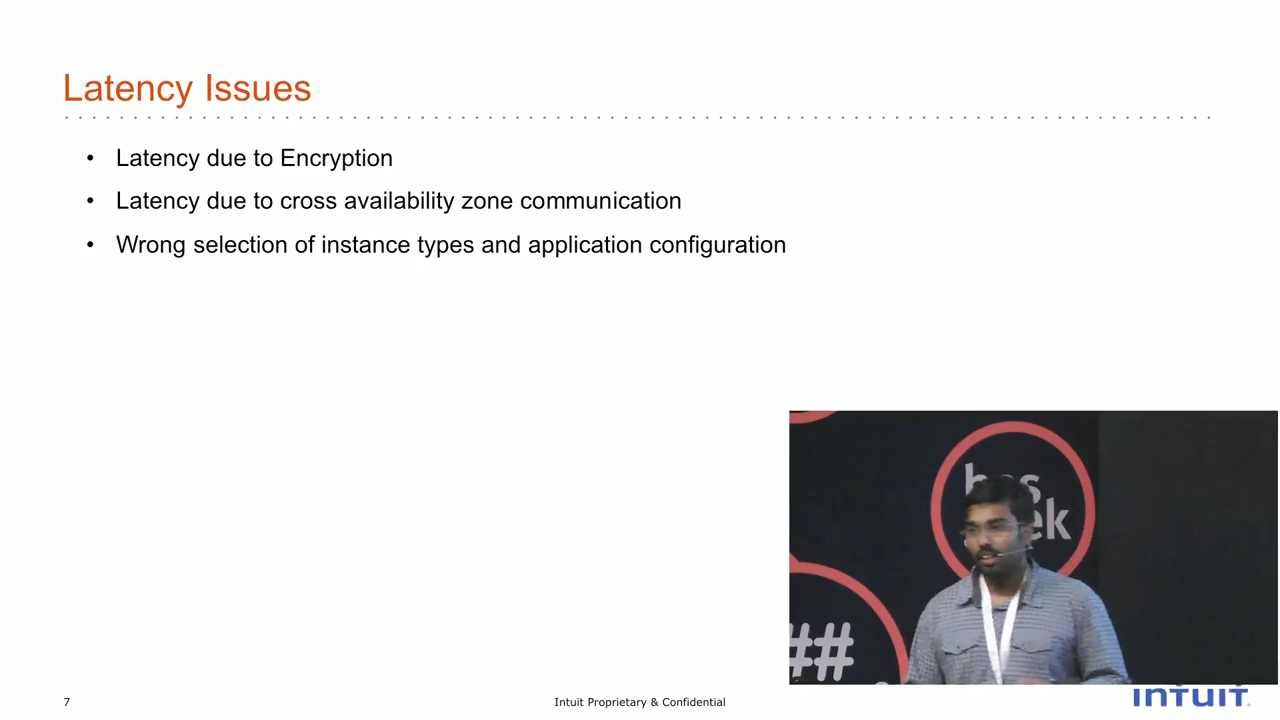 Latency Issues
• Latency due to Encryption
• Latency due to cross availability zone communication
• Wrong selection of instance types and application configuration
##
7
Intuit Proprietary & Confidential
INTUIT